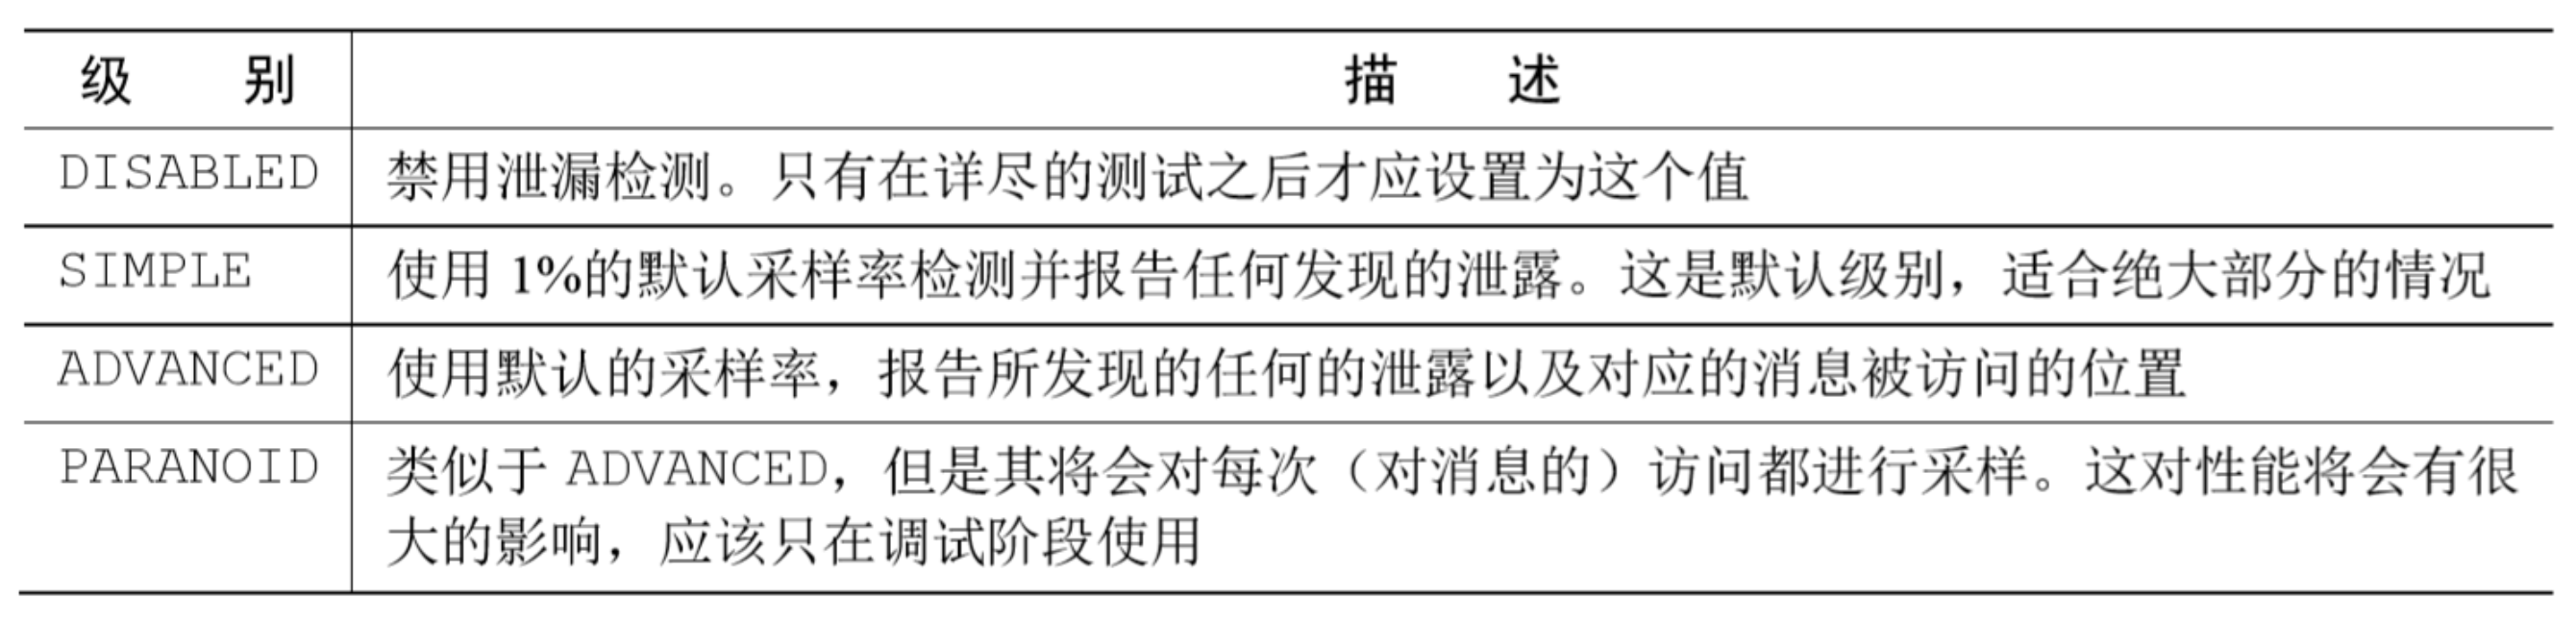 级 别 描 述
DISABLED 禁用泄漏检测。只有在详尽的测试之后才应设置为这个值
SIMPLE 使用 1%的默认采样率检测并报告任何发现的泄露。这是默认级别，适合绝大部分的情况
ADVANCED 使用默认的采样率，报告所发现的任何的泄露以及对应的消息被访问的位置
PARANOID 类似于 ADVANCED，但是其将会对每次（对消息的）访问都进行采样。这对性能将会有很
大的影响，应该只在调试阶段使用